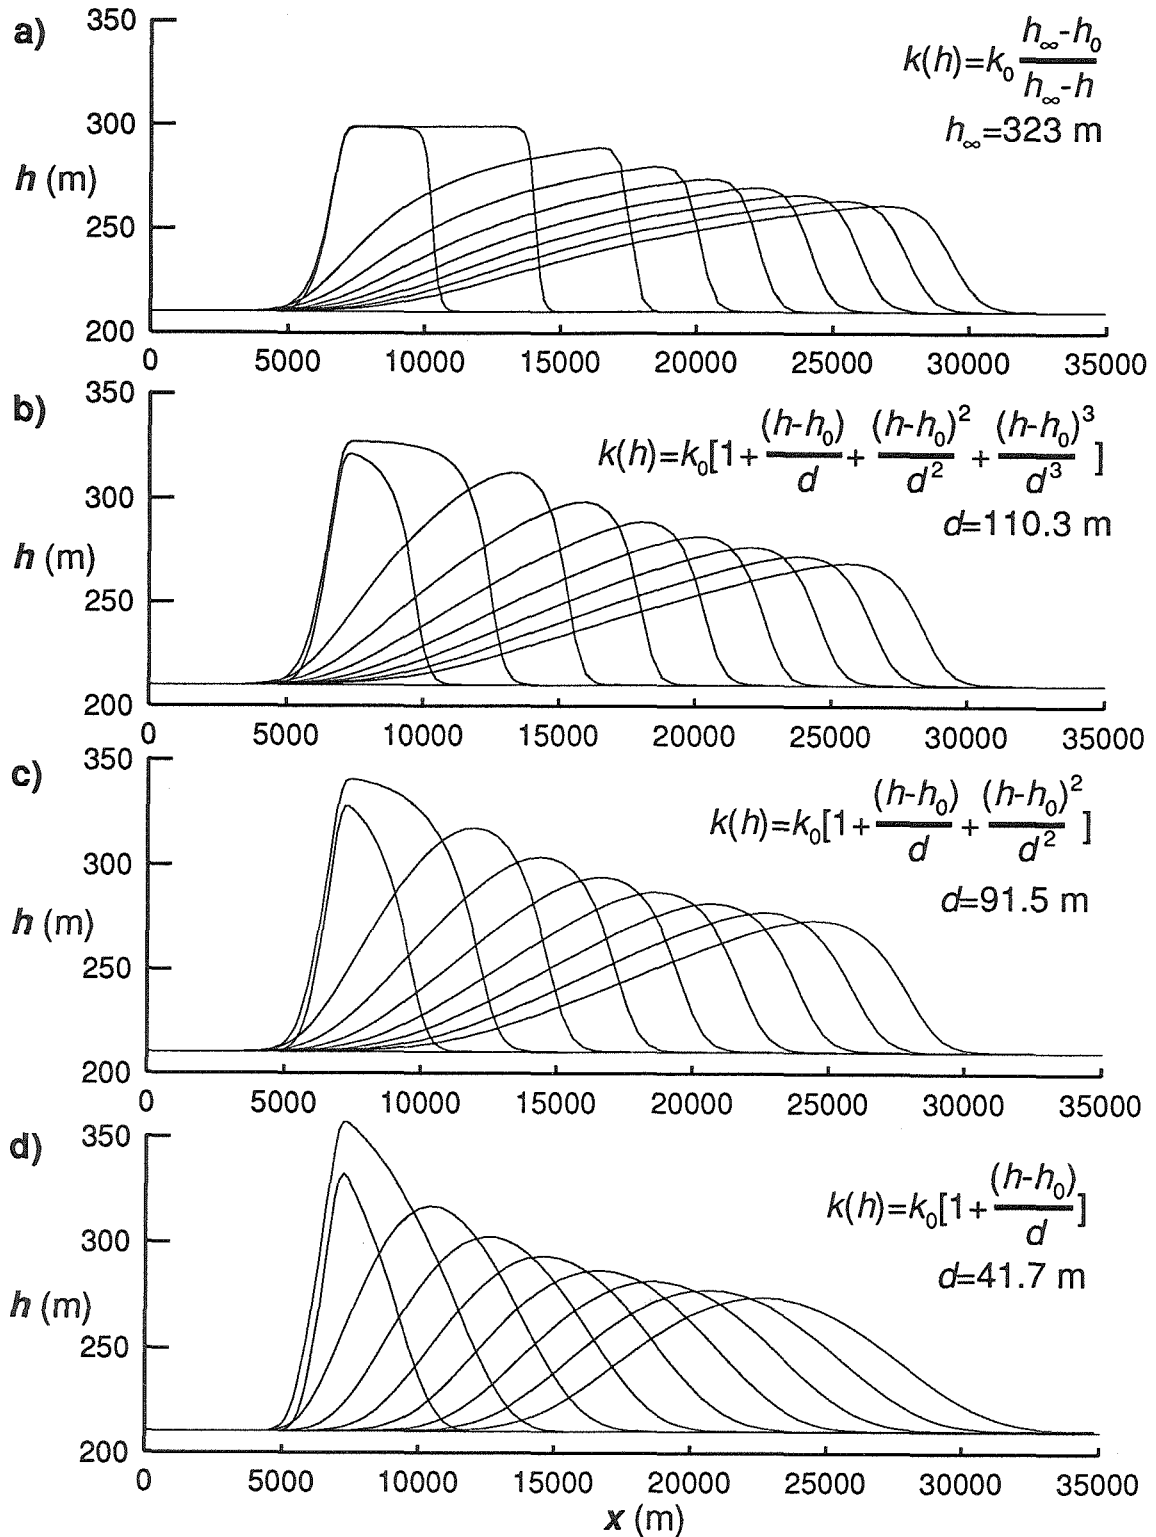 a)
350
300
h (m)
250
200
k(h)=k₀ (h∞-h₀)/(h∞-h)
h∞=323 m
0 5000 10000 15000 20000 25000 30000 35000
b)
350
300
h (m)
250
200
k(h)=k₀[1+(h-h₀)/d+(h-h₀)²/d²+(h-h₀)³/d³]
d=110.3 m
0 5000 10000 15000 20000 25000 30000 35000
c)
350
300
h (m)
250
200
k(h)=k₀[1+(h-h₀)/d+(h-h₀)²/d²]
d=91.5 m
0 5000 10000 15000 20000 25000 30000 35000
d)
350
300
h (m)
250
200
k(h)=k₀[1+(h-h₀)/d]
d=41.7 m
0 5000 10000 15000 20000 25000 30000 35000
x (m)